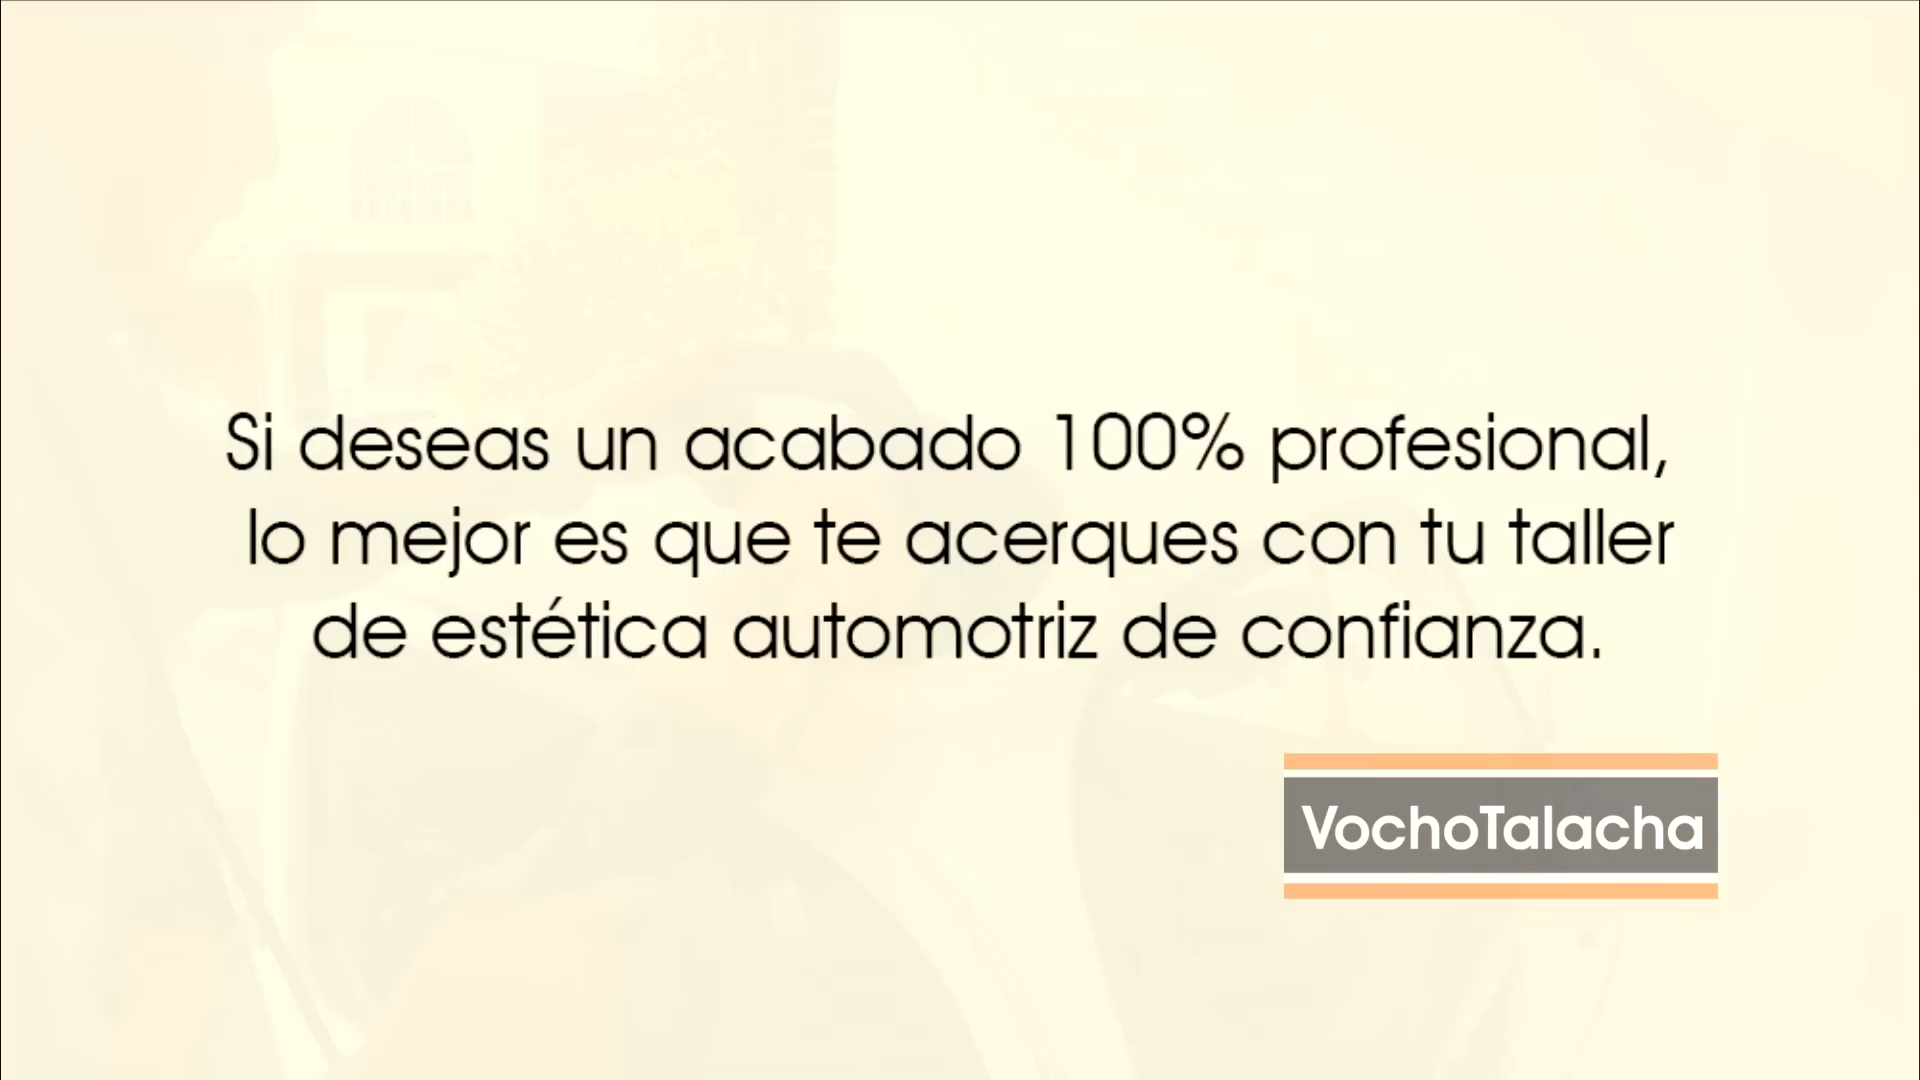 Si deseas un acabado 100% profesional,
lo mejor es que te acerques con tu taller
de estética automotriz de confianza.
VochoTalacha